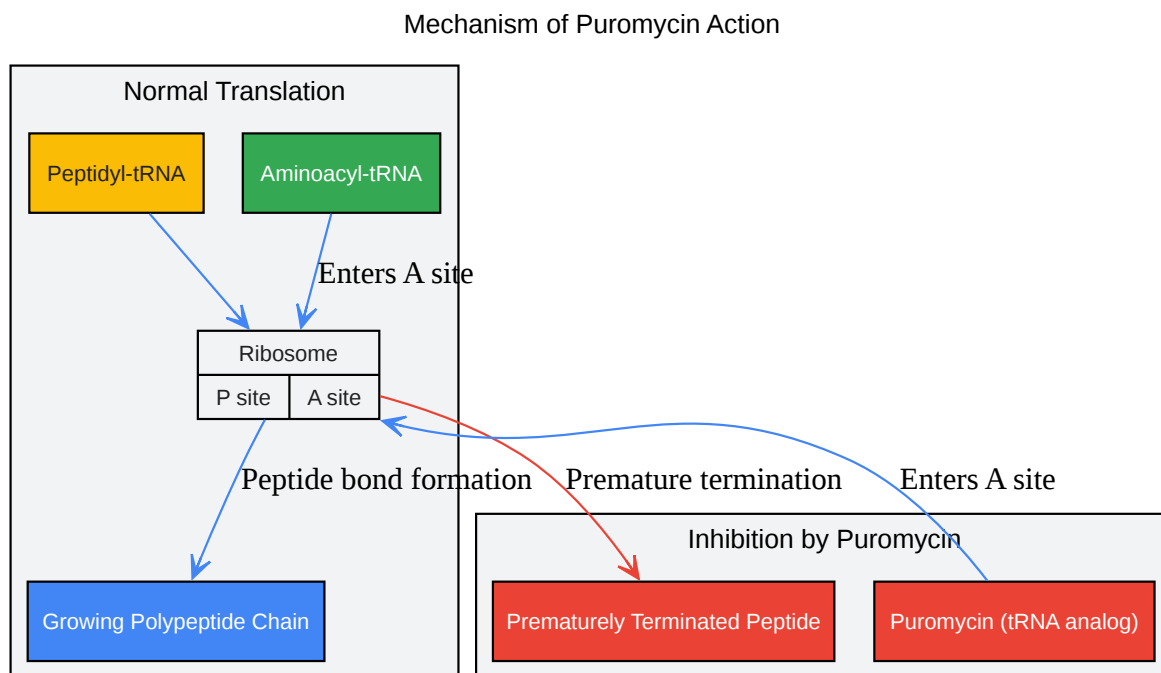 Mechanism of Puromycin Action
Normal Translation
Peptidyl-tRNA
Aminoacyl-tRNA
Enters A site
Ribosome
P site
A site
Peptide bond formation
Premature termination
Enters A site
Inhibition by Puromycin
Growing Polypeptide Chain
Prematurely Terminated Peptide
Puromycin (tRNA analog)